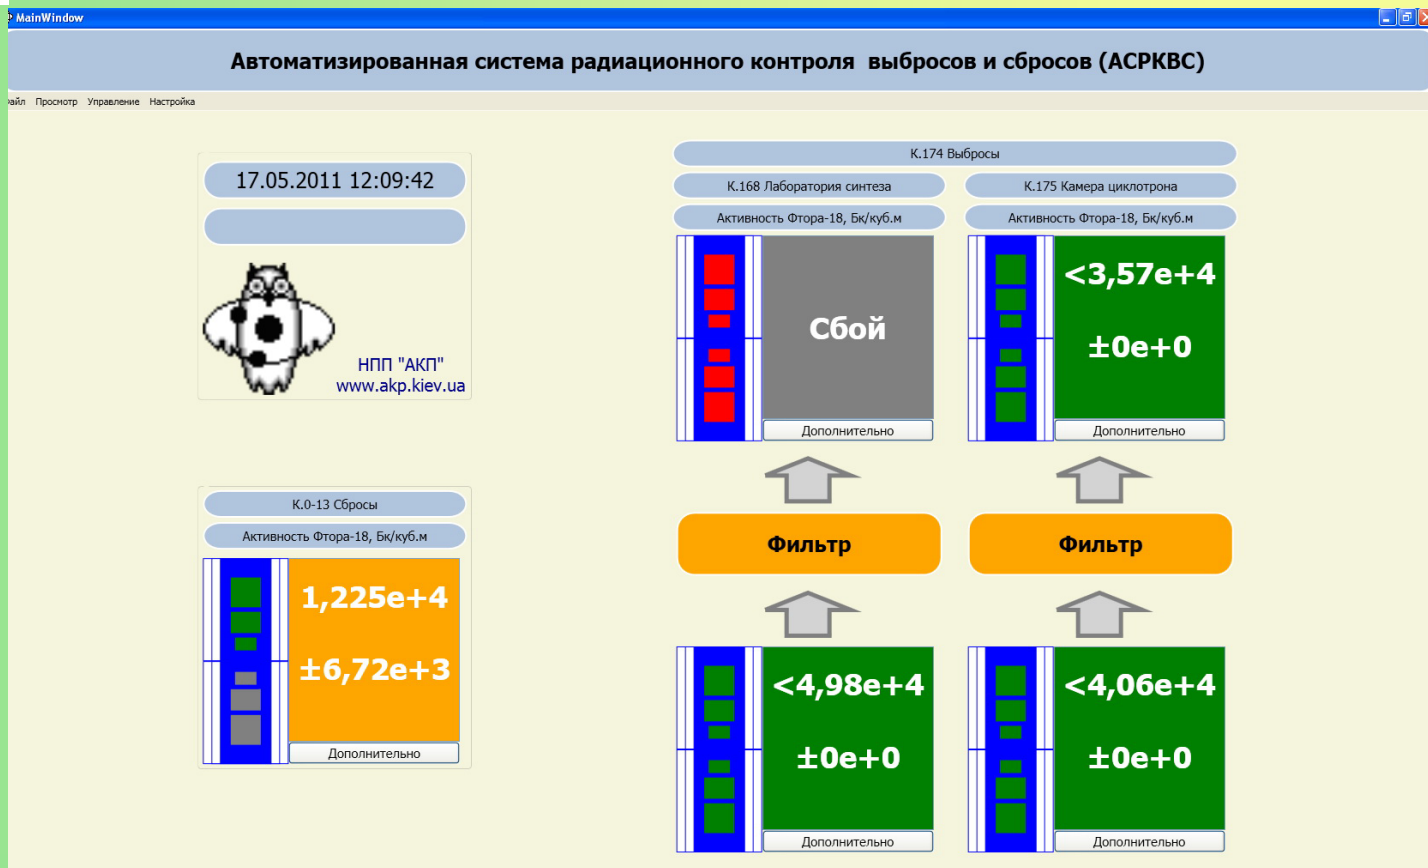 MainWindow
Автоматизированная система радиационного контроля выбросов и сбросов (АСРКВС)
Просмотр Управление Настройка
17.05.2011 12:09:42
НПП "АКП"
www.akp.kiev.ua
К.0-13 Сбросы
Активность Фтора-18, Бк/куб.м
1,225e+4
±6,72e+3
Дополнительно
К.174 Выбросы
К.168 Лаборатория синтеза
К.175 Камера циклотрона
Активность Фтора-18, Бк/куб.м
Активность Фтора-18, Бк/куб.м
Сбой
<3,57e+4
±0e+0
Дополнительно
Дополнительно
Фильтр
Фильтр
<4,98e+4
±0e+0
<4,06e+4
±0e+0
Дополнительно
Дополнительно